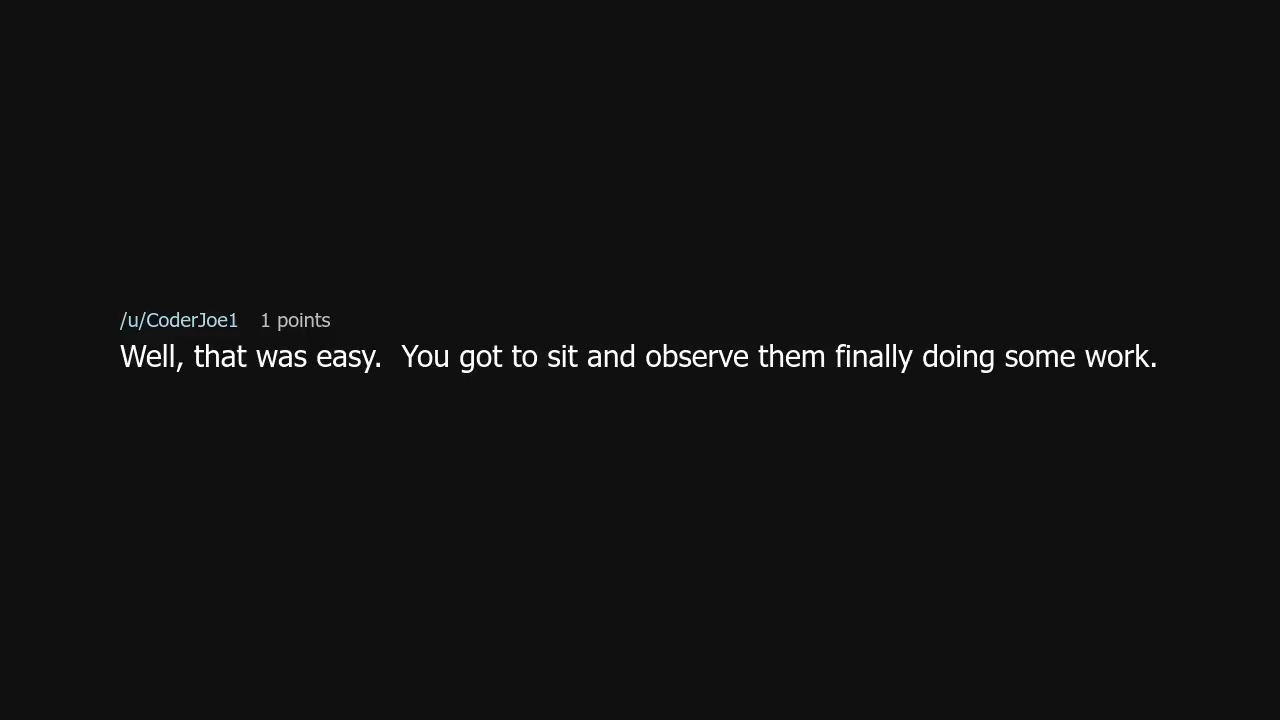 /u/CoderJoe1 1 points
Well, that was easy.  You got to sit and observe them finally doing some work.